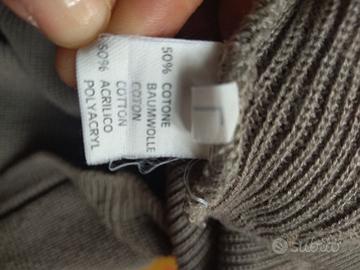 50% COTONE
BAUMWOLLE
COTON
COTTON
50% ACRILICO
POLYACRYL
subito